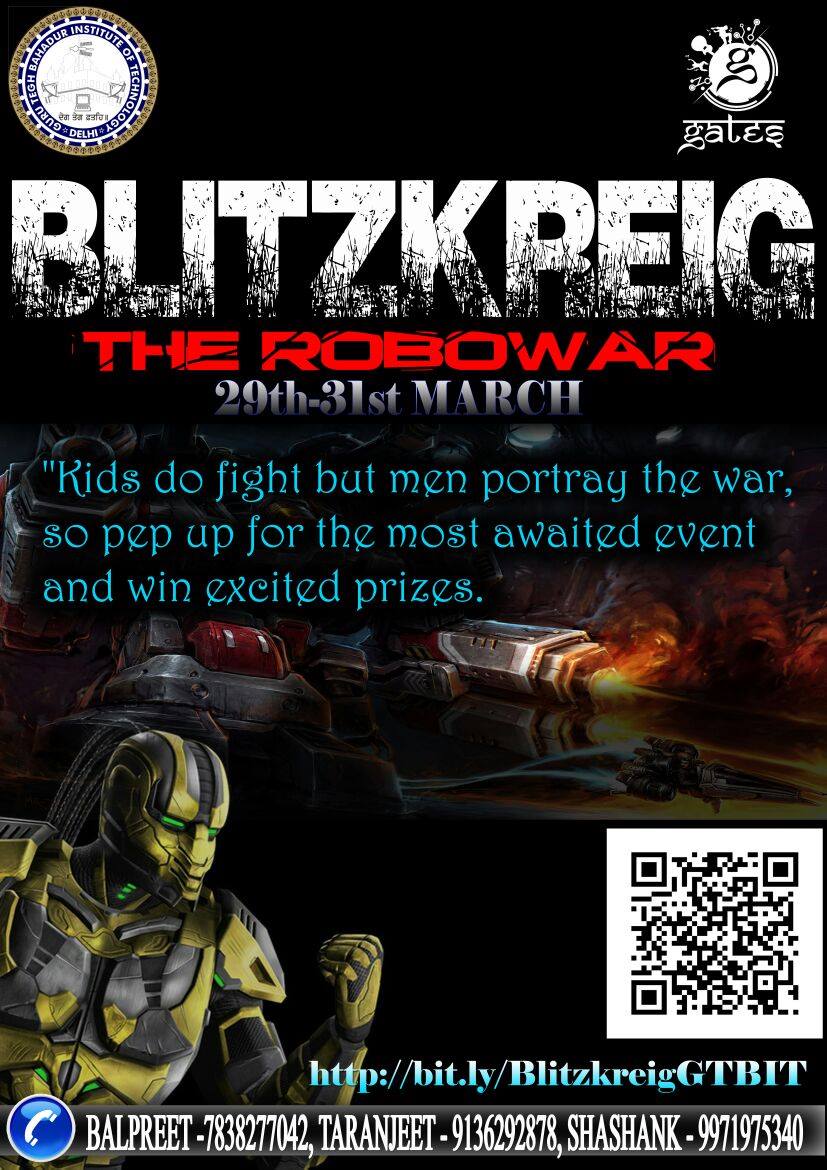 GURU TEGH BAHADUR INSTITUTE OF TECHNOLOGY
ਦੇਗ ਤੇਗ ਫ਼ਤਹਿ॥
DELHI
g
gates
BLITZKREIG
THE ROBOWAR
29th-31st MARCH
"Kids do fight but men portray the war,
so pep up for the most awaited event
and win excited prizes.
http://bit.ly/BlitzkreigGTBIT
BALPREET -7838277042, TARANJEET - 9136292878, SHASHANK - 9971975340